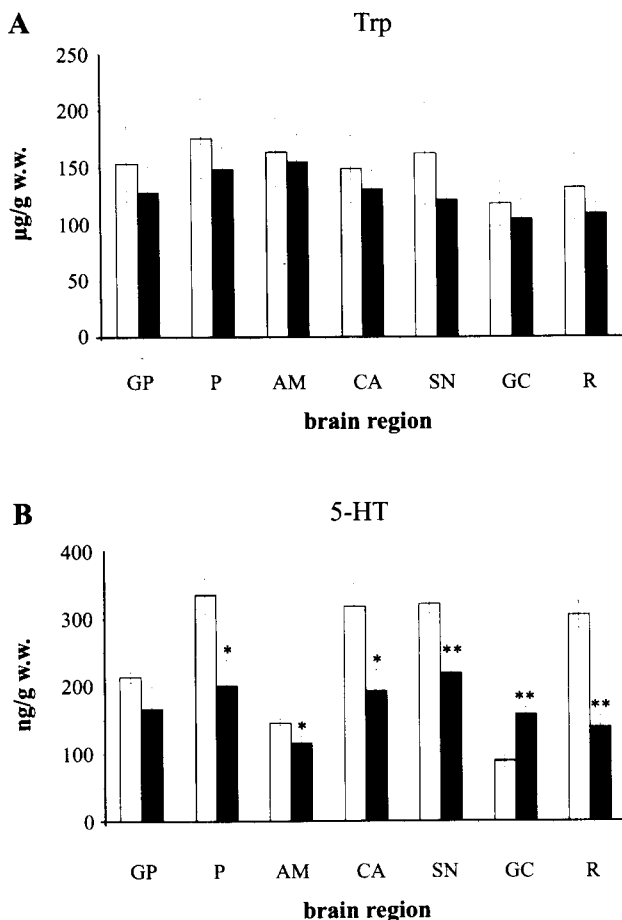 A
Trp
250
200
150
100
50
0
µg/g w.w.
GP P AM CA SN GC R
brain region
B
5-HT
400
300
200
100
0
ng/g w.w.
* * * ** ** **
GP P AM CA SN GC R
brain region